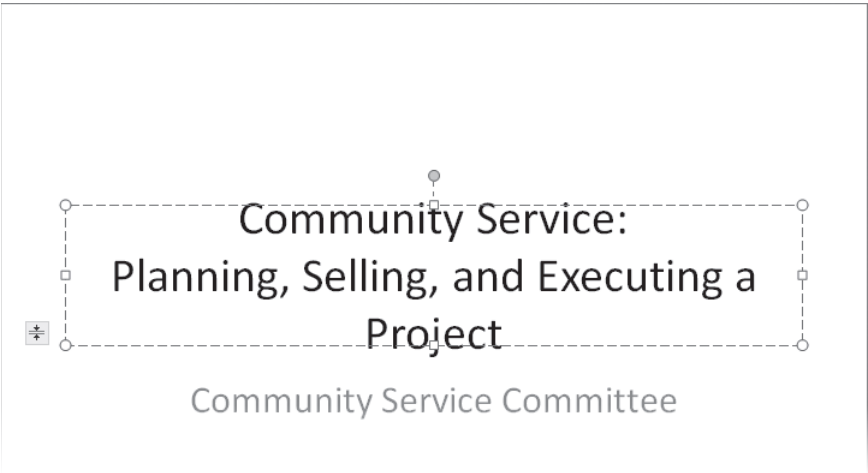 Community Service:
Planning, Selling, and Executing a
Project
Community Service Committee